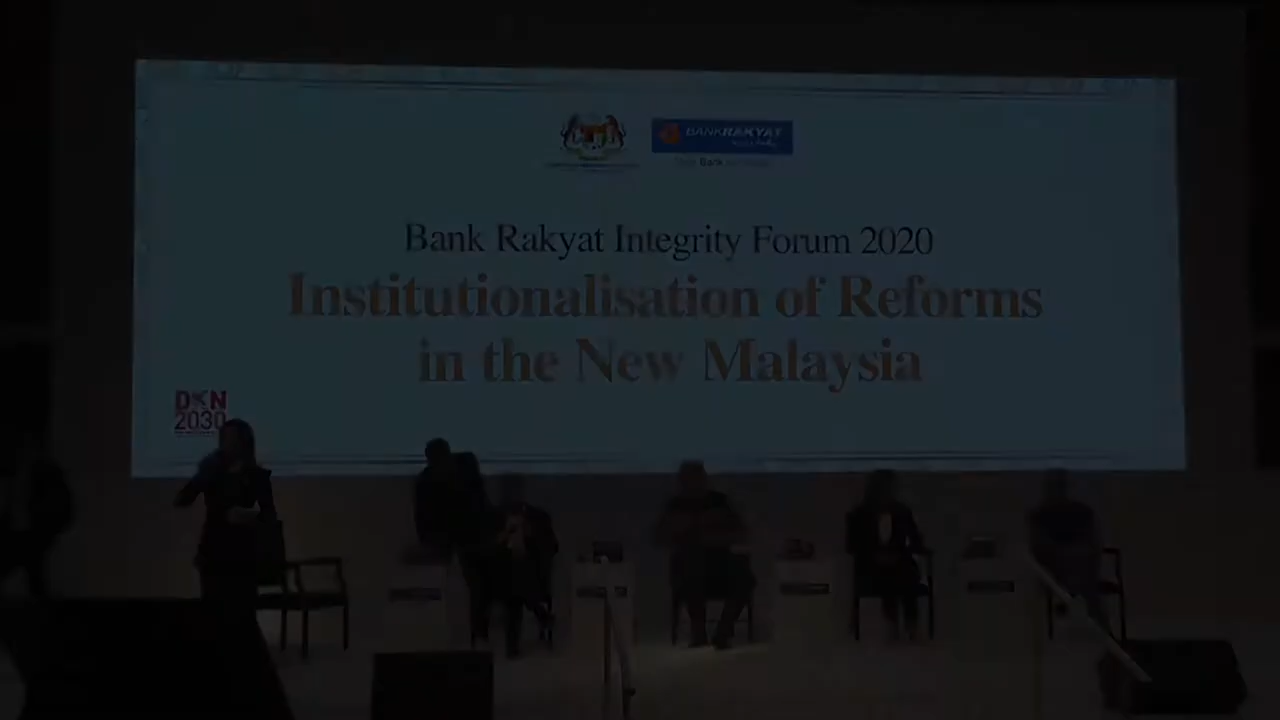 BANKRAKYAT
Bank Rakyat Integrity Forum 2020
Institutionalisation of Reforms
in the New Malaysia
DKN
2030